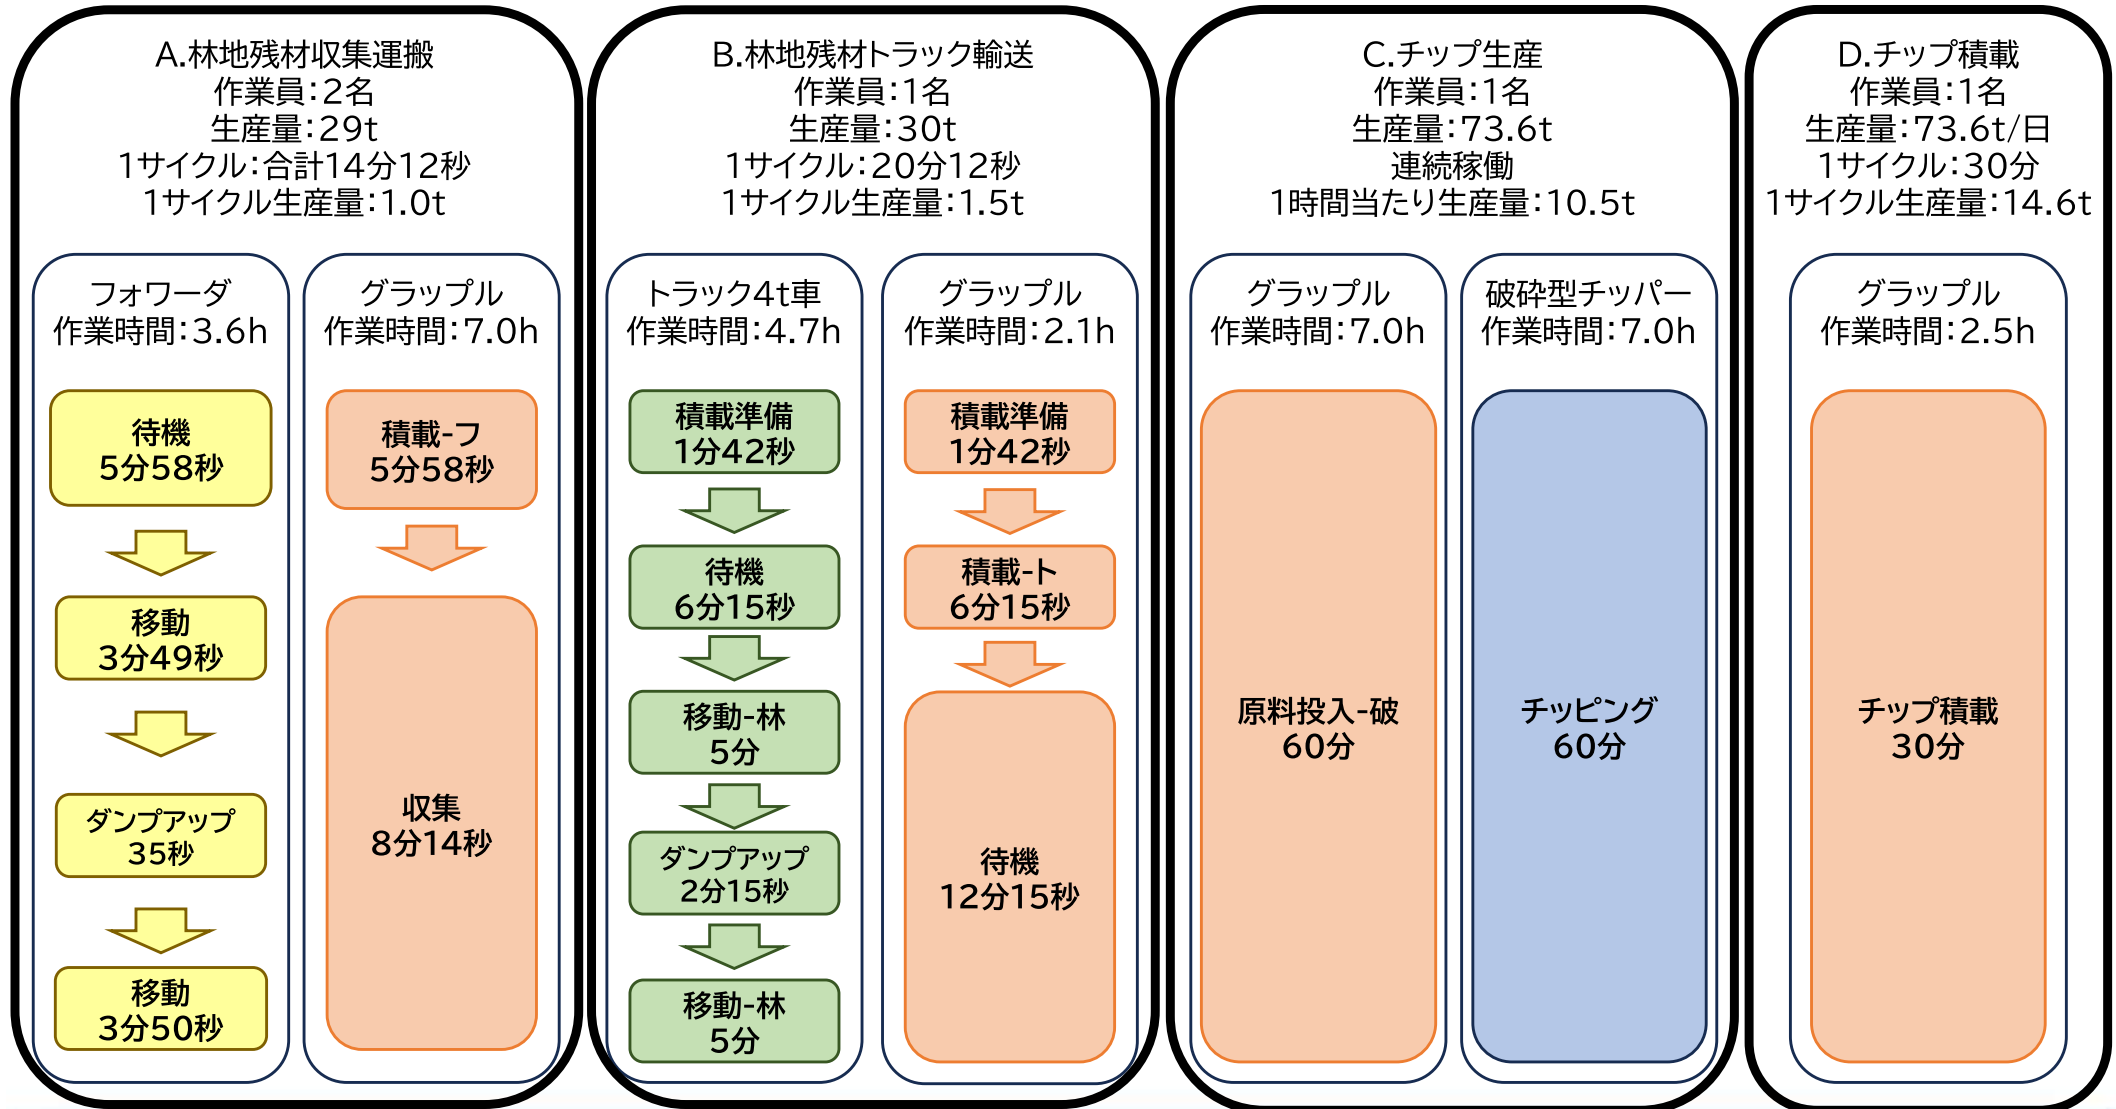 A.林地残材収集運搬
作業員：2名
生産量：29t
1サイクル：合計14分12秒
1サイクル生産量：1.0t
フォワーダ
作業時間：3.6h
待機
5分58秒
移動
3分49秒
ダンプアップ
35秒
移動
3分50秒
グラップル
作業時間：7.0h
積載-フ
5分58秒
収集
8分14秒
B.林地残材トラック輸送
作業員：1名
生産量：30t
1サイクル：20分12秒
1サイクル生産量：1.5t
トラック4t車
作業時間：4.7h
積載準備
1分42秒
待機
6分15秒
移動-林
5分
ダンプアップ
2分15秒
移動-林
5分
グラップル
作業時間：2.1h
積載準備
1分42秒
積載-ト
6分15秒
待機
12分15秒
C.チップ生産
作業員：1名
生産量：73.6t
連続稼働
1時間当たり生産量：10.5t
グラップル
作業時間：7.0h
原料投入-破
60分
破砕型チッパー
作業時間：7.0h
チッピング
60分
D.チップ積載
作業員：1名
生産量：73.6t/日
1サイクル：30分
1サイクル生産量：14.6t
グラップル
作業時間：2.5h
チップ積載
30分